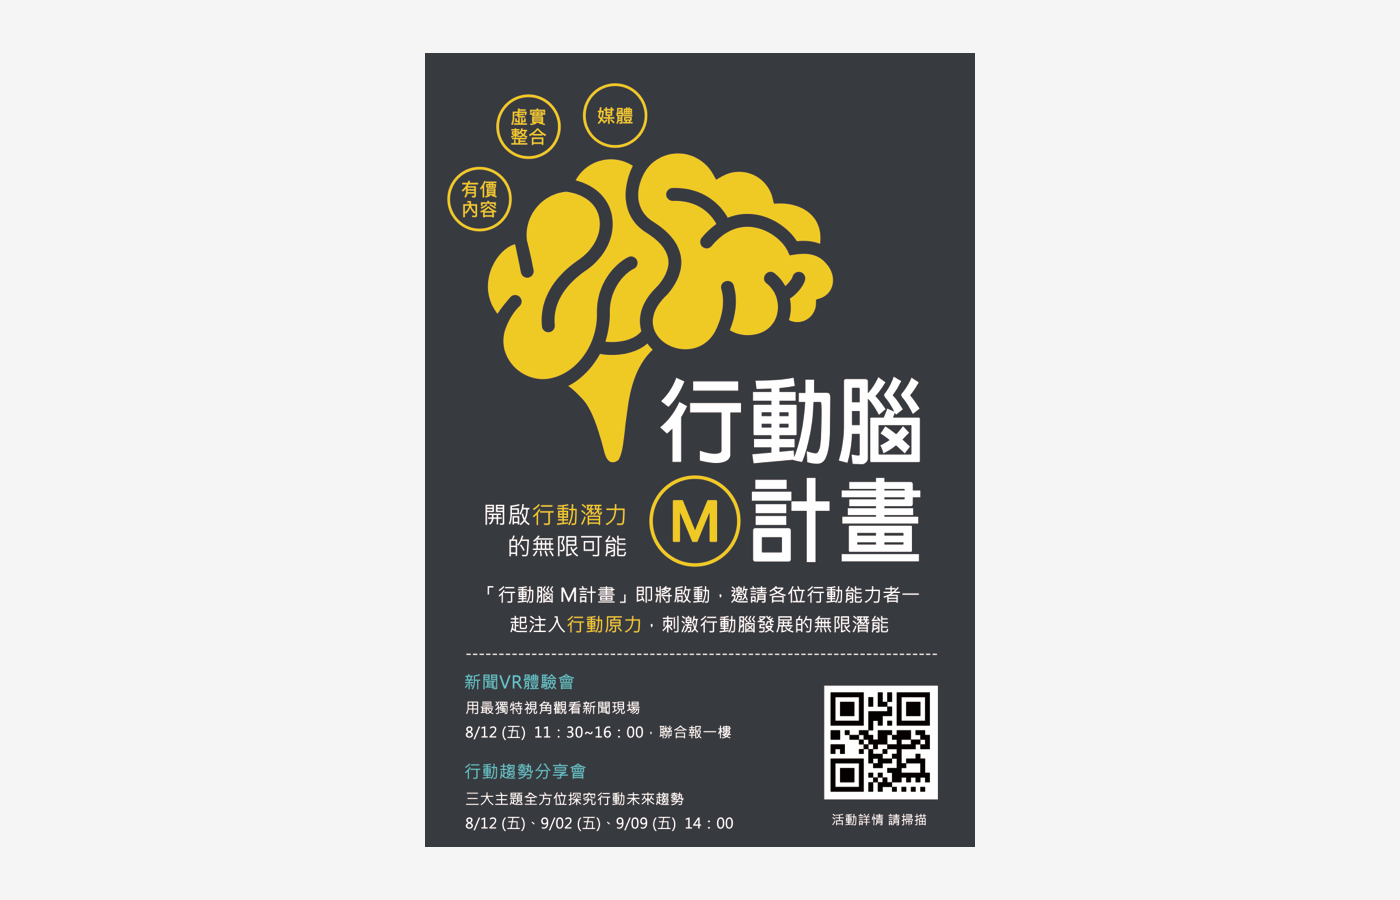 虛實
整合
媒體
有價
內容
行動腦
M計畫
開啟行動潛力
的無限可能
「行動腦 M計畫」即將啟動，邀請各位行動能力者一
起注入行動原力，刺激行動腦發展的無限潛能
新聞VR體驗會
用最獨特視角觀看新聞現場
8/12 (五) 11：30~16：00，聯合報一樓
行動趨勢分享會
三大主題全方位探究行動未來趨勢
8/12 (五)、9/02 (五)、9/09 (五) 14：00
活動詳情 請掃描